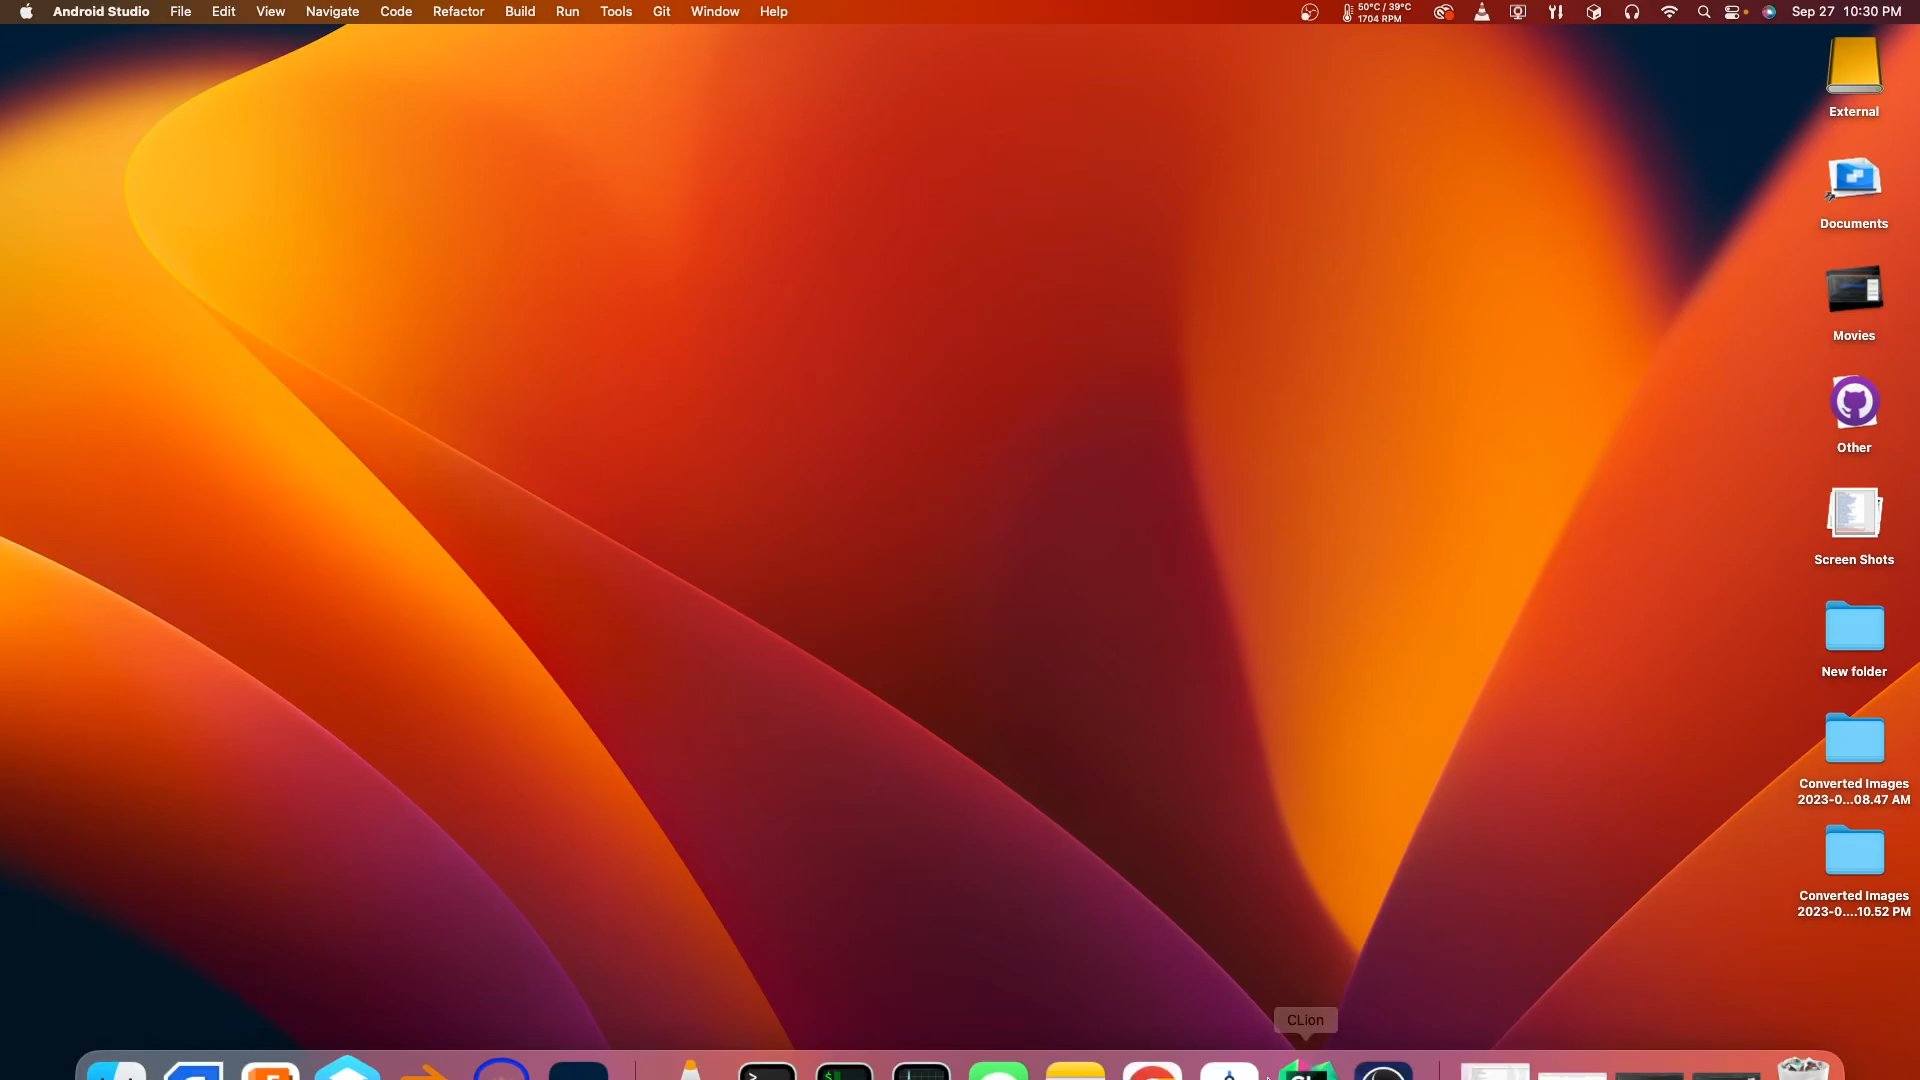 Android Studio File Edit View Navigate Code Refactor Build Run Tools Git Window Help 50°C / 39°C Sep 27 10:30 PM
1704 RPM
External
Documents
Movies
Other
Screen Shots
New folder
Converted Images
2023-0...08.47 AM
Converted Images
2023-0....10.52 PM
CLion